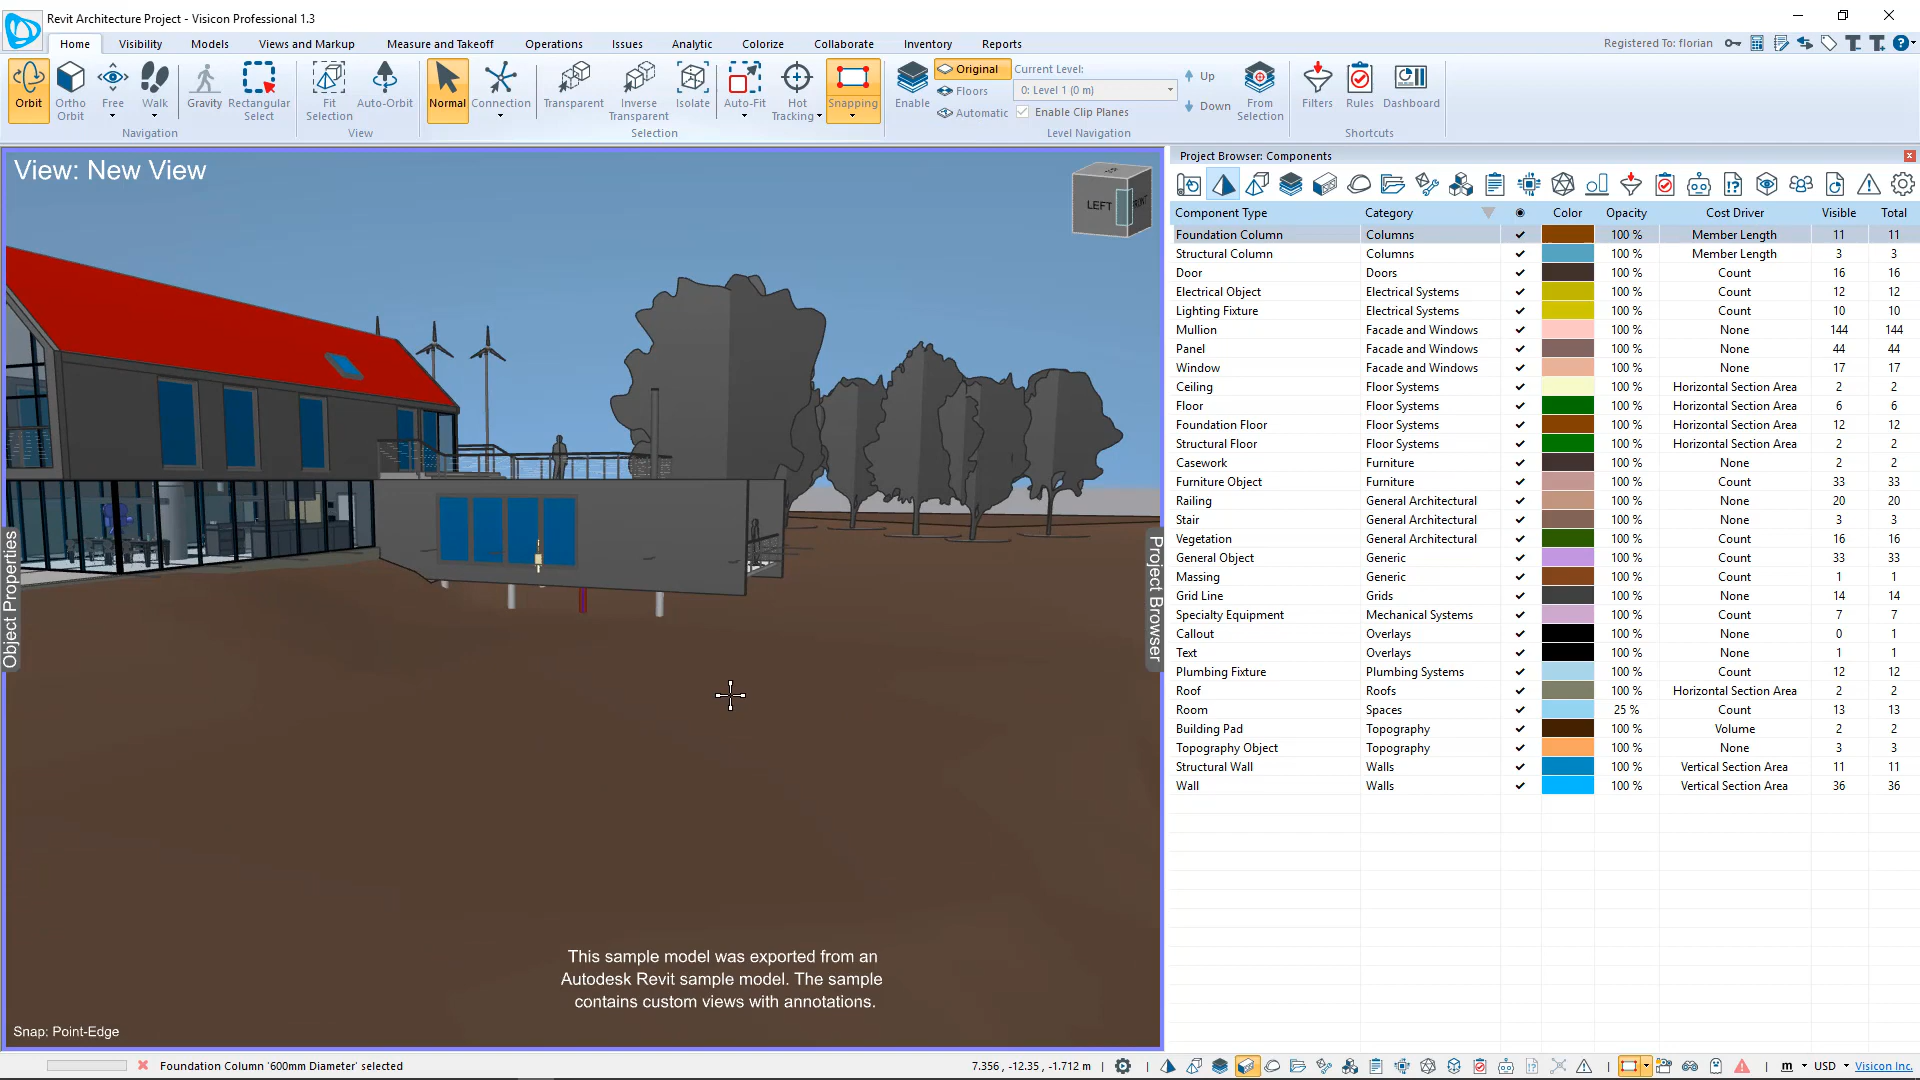 Revit Architecture Project - Visicon Professional 1.3
Home Visibility Models Views and Markup Measure and Takeoff Operations Issues Analytic Colorize Collaborate Inventory Reports Registered To: florian
Orbit Ortho Orbit Free Walk Gravity Rectangular Select Fit Selection Auto-Orbit Normal Connection Transparent Inverse Transparent Isolate Auto-Fit Hot Tracking Snapping Enable Original Floors Automatic Current Level: 0: Level 1 (0 m) Enable Clip Planes Up Down From Selection Filters Rules Dashboard
Navigation View Selection Level Navigation Shortcuts
View: New View
LEFT FRONT
Object Properties
Project Browser
This sample model was exported from an
Autodesk Revit sample model. The sample
contains custom views with annotations.
Snap: Point-Edge
Project Browser: Components
Component Type Category Color Opacity Cost Driver Visible Total
Foundation Column Columns 100 % Member Length 11 11
Structural Column Columns 100 % Member Length 3 3
Door Doors 100 % Count 16 16
Electrical Object Electrical Systems 100 % Count 12 12
Lighting Fixture Electrical Systems 100 % Count 10 10
Mullion Facade and Windows 100 % None 144 144
Panel Facade and Windows 100 % None 44 44
Window Facade and Windows 100 % None 17 17
Ceiling Floor Systems 100 % Horizontal Section Area 2 2
Floor Floor Systems 100 % Horizontal Section Area 6 6
Foundation Floor Floor Systems 100 % Horizontal Section Area 12 12
Structural Floor Floor Systems 100 % Horizontal Section Area 2 2
Casework Furniture 100 % None 2 2
Furniture Object Furniture 100 % Count 33 33
Railing General Architectural 100 % None 20 20
Stair General Architectural 100 % None 3 3
Vegetation General Architectural 100 % Count 16 16
General Object Generic 100 % Count 33 33
Massing Generic 100 % Count 1 1
Grid Line Grids 100 % None 14 14
Specialty Equipment Mechanical Systems 100 % Count 7 7
Callout Overlays 100 % None 0 1
Text Overlays 100 % None 1 1
Plumbing Fixture Plumbing Systems 100 % Count 12 12
Roof Roofs 100 % Horizontal Section Area 2 2
Room Spaces 25 % Count 13 13
Building Pad Topography 100 % Volume 2 2
Topography Object Topography 100 % None 3 3
Structural Wall Walls 100 % Vertical Section Area 11 11
Wall Walls 100 % Vertical Section Area 36 36
Foundation Column '600mm Diameter' selected 7.356 , -12.35 , -1.712 m m USD Visicon Inc.